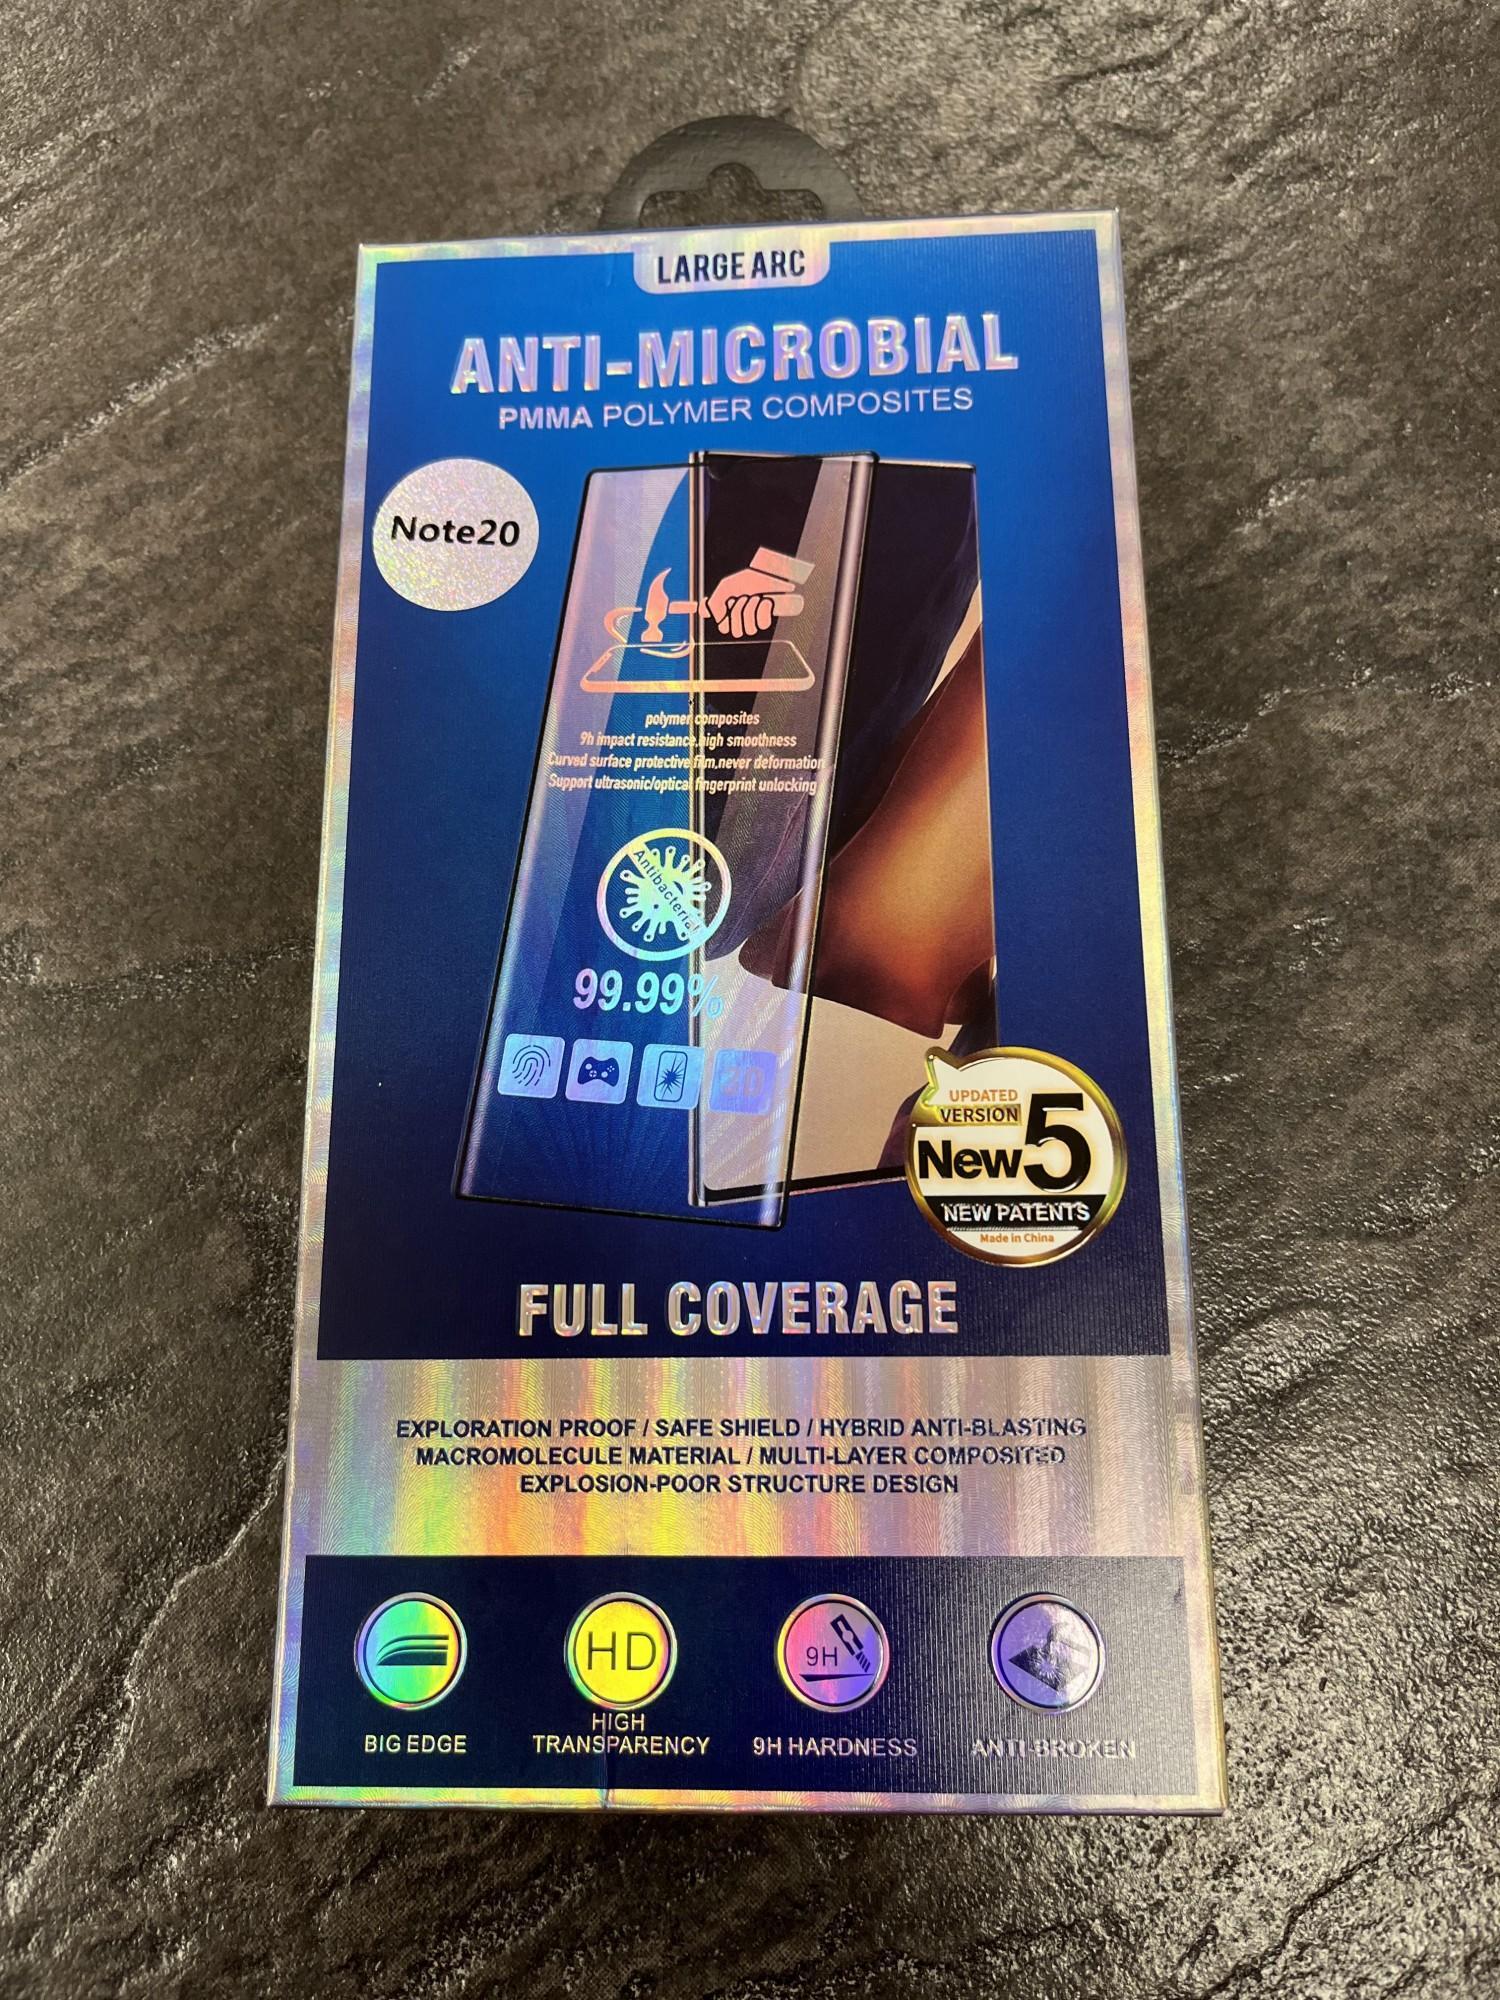 LARGE ARC
ANTI-MICROBIAL
PMMA POLYMER COMPOSITES
Note20
polymer composites
9h impact resistance,high smoothness
Curved surface protective film,never deformation
Support ultrasonic/optical fingerprint unlocking
Antibacterial
99.99%
UPDATED
VERSION
New 5
NEW PATENTS
Made in China
FULL COVERAGE
EXPLORATION PROOF / SAFE SHIELD / HYBRID ANTI-BLASTING
MACROMOLECULE MATERIAL / MULTI-LAYER COMPOSITED
EXPLOSION-POOR STRUCTURE DESIGN
HD
9H
BIG EDGE
HIGH
TRANSPARENCY
9H HARDNESS
ANTI-BROKEN